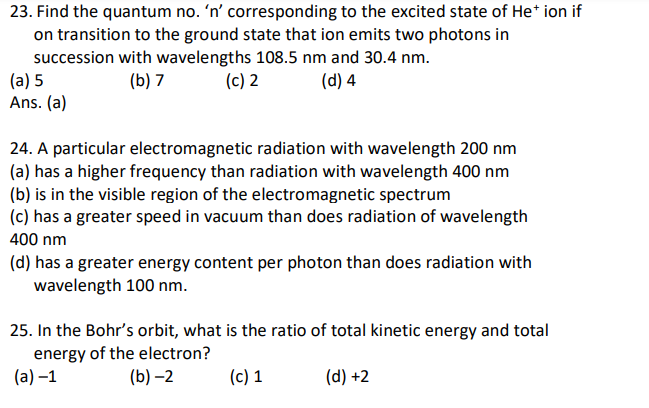 23. Find the quantum no. ‘n’ corresponding to the excited state of He⁺ ion if
on transition to the ground state that ion emits two photons in
succession with wavelengths 108.5 nm and 30.4 nm.
(a) 5 (b) 7 (c) 2 (d) 4
Ans. (a)
24. A particular electromagnetic radiation with wavelength 200 nm
(a) has a higher frequency than radiation with wavelength 400 nm
(b) is in the visible region of the electromagnetic spectrum
(c) has a greater speed in vacuum than does radiation of wavelength
400 nm
(d) has a greater energy content per photon than does radiation with
wavelength 100 nm.
25. In the Bohr’s orbit, what is the ratio of total kinetic energy and total
energy of the electron?
(a) –1 (b) –2 (c) 1 (d) +2